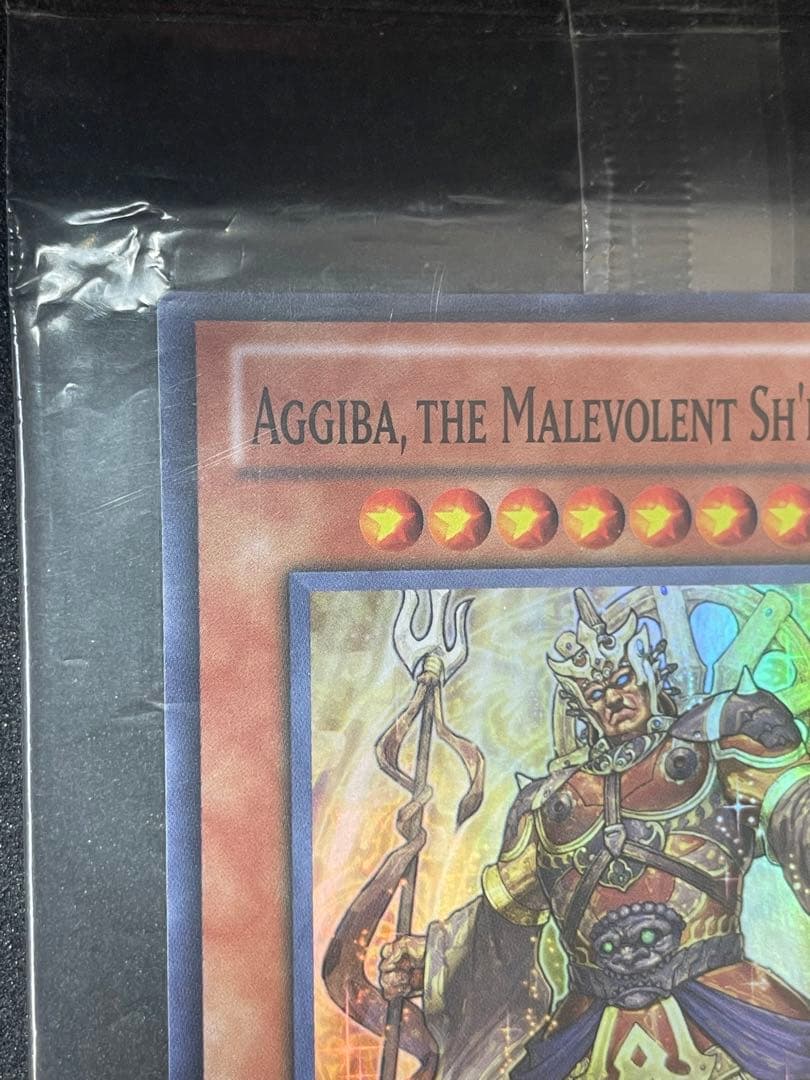 Aggiba, the Malevolent Sh'